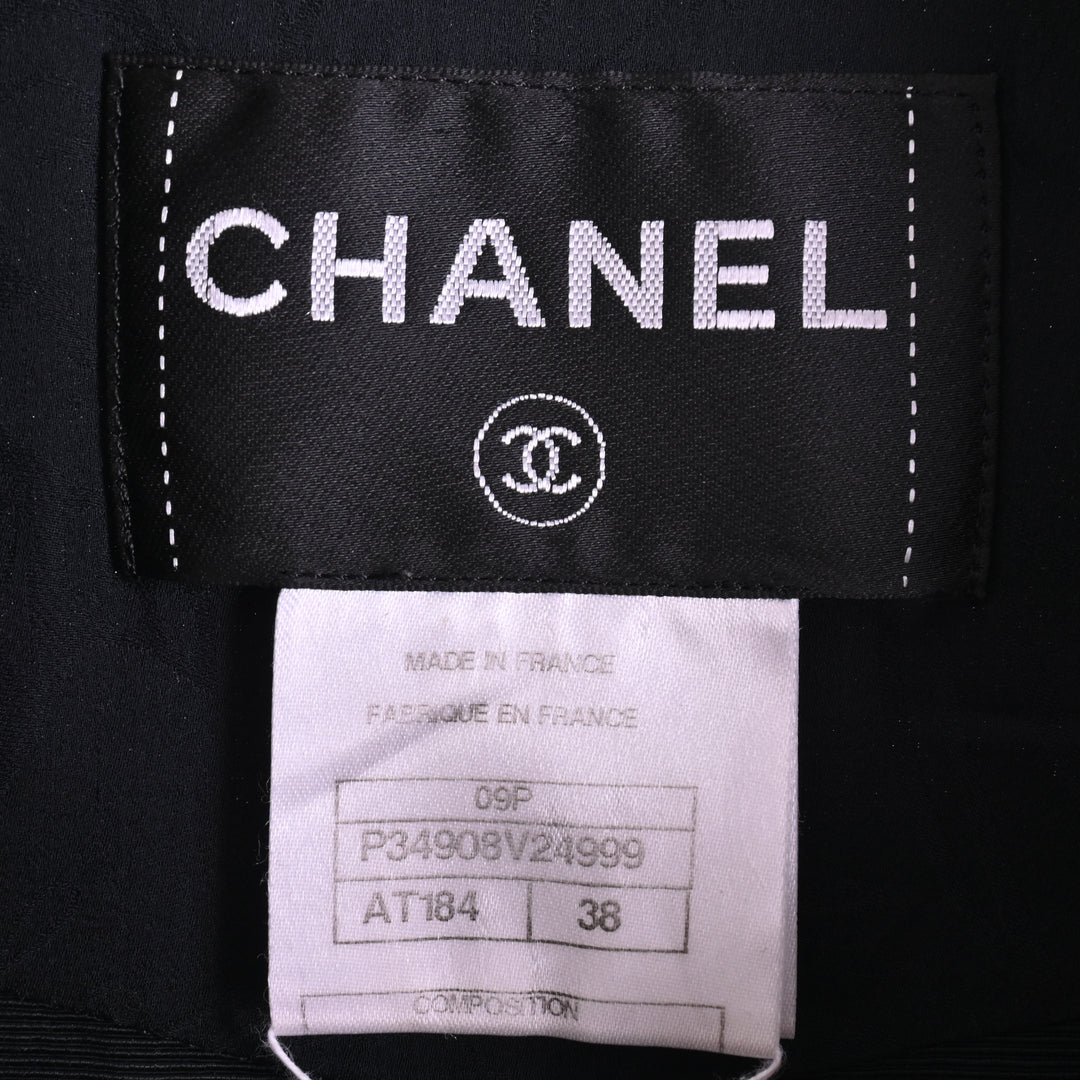 CHANEL
MADE IN FRANCE
FABRIQUE EN FRANCE
09P
P34908V24999
AT184 38
COMPOSITION